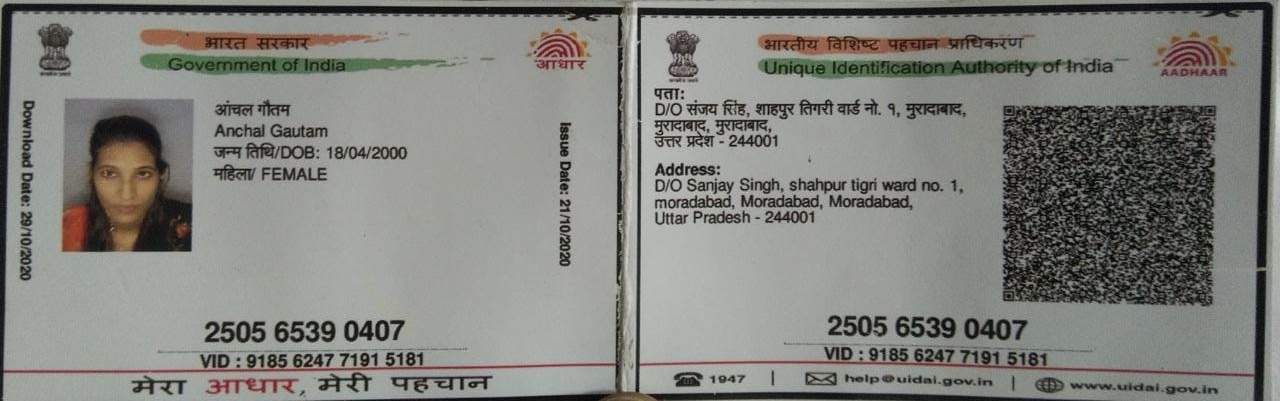 भारत सरकार
Government of India
आधार
Download Date: 29/10/2020
आंचल गौतम
Anchal Gautam
जन्म तिथि/DOB: 18/04/2000
महिला/ FEMALE
Issue Date: 21/10/2020
2505 6539 0407
VID : 9185 6247 7191 5181
मेरा आधार, मेरी पहचान
भारतीय विशिष्ट पहचान प्राधिकरण
Unique Identification Authority of India
AADHAAR
पता:
D/O संजय सिंह, शाहपुर तिगरी वार्ड नो. १, मुरादाबाद,
मुरादाबाद, मुरादाबाद,
उत्तर प्रदेश - 244001
Address:
D/O Sanjay Singh, shahpur tigri ward no. 1,
moradabad, Moradabad, Moradabad,
Uttar Pradesh - 244001
2505 6539 0407
VID : 9185 6247 7191 5181
1947 | help@uidai.gov.in | www.uidai.gov.in